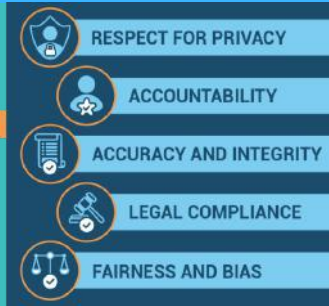 RESPECT FOR PRIVACY
ACCOUNTABILITY
ACCURACY AND INTEGRITY
LEGAL COMPLIANCE
FAIRNESS AND BIAS